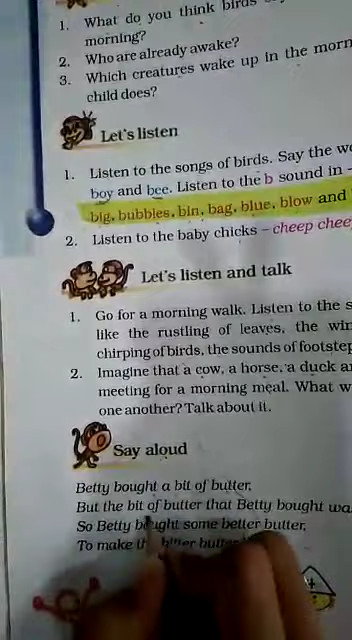 1. What do you think birds
morning?
2. Who are already awake?
3. Which creatures wake up in the morn
child does?
Let's listen
1. Listen to the songs of birds. Say the w
boy and bee. Listen to the b sound in –
big, bubbles, bin, bag, blue, blow and
2. Listen to the baby chicks – cheep chee
Let's listen and talk
1. Go for a morning walk. Listen to the s
like the rustling of leaves, the win
chirping of birds, the sounds of footstep
2. Imagine that a cow, a horse, a duck a
meeting for a morning meal. What w
one another? Talk about it.
Say aloud
Betty bought a bit of butter,
But the bit of butter that Betty bought wa
So Betty bought some better butter,
To make th bitter butter